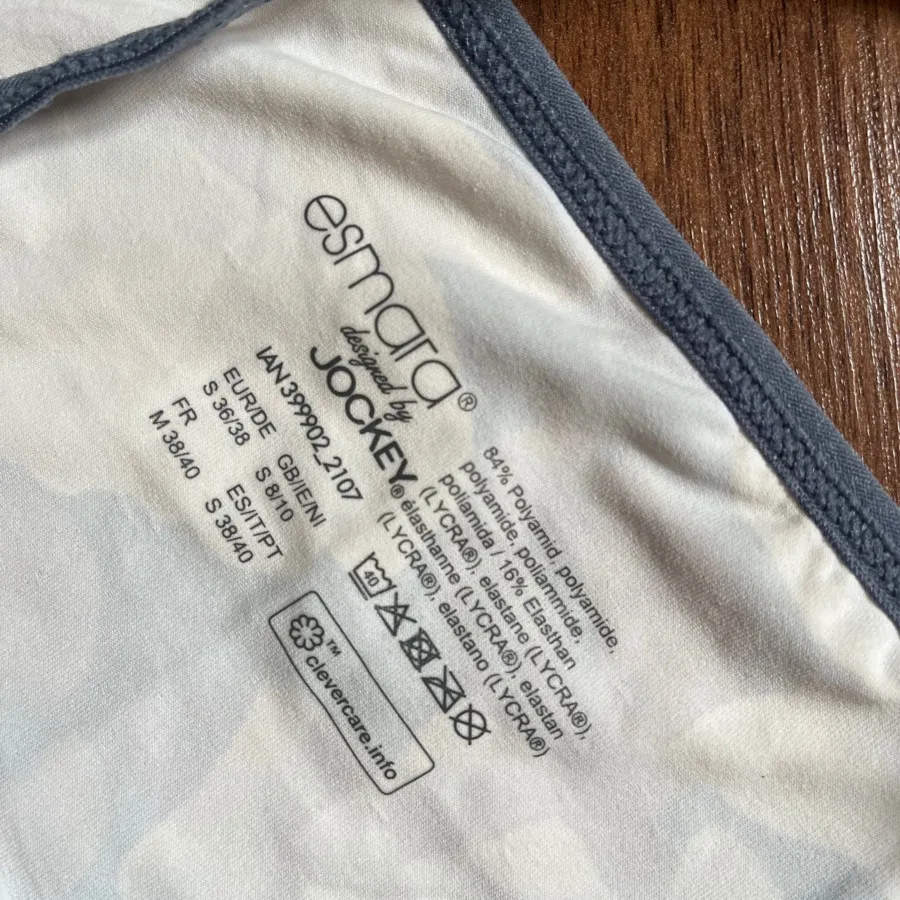 esmara®
designed by
JOCKEY®
IAN 399902_2107
EUR/DE GB/IE/NI
S 36/38 S 8/10
FR ES/IT/PT
M 38/40 S 38/40
84% Polyamid, polyamide,
polyamide, poliammide,
poliamida / 16% Elasthan
(LYCRA®), elastane (LYCRA®),
élasthanne (LYCRA®), elastan
(LYCRA®), elastano (LYCRA®)
40
™
clevercare.info